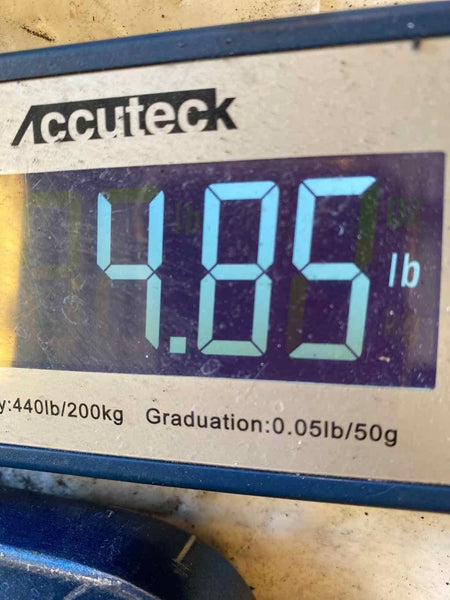 Accuteck
4.85 lb
y:440lb/200kg Graduation:0.05lb/50g